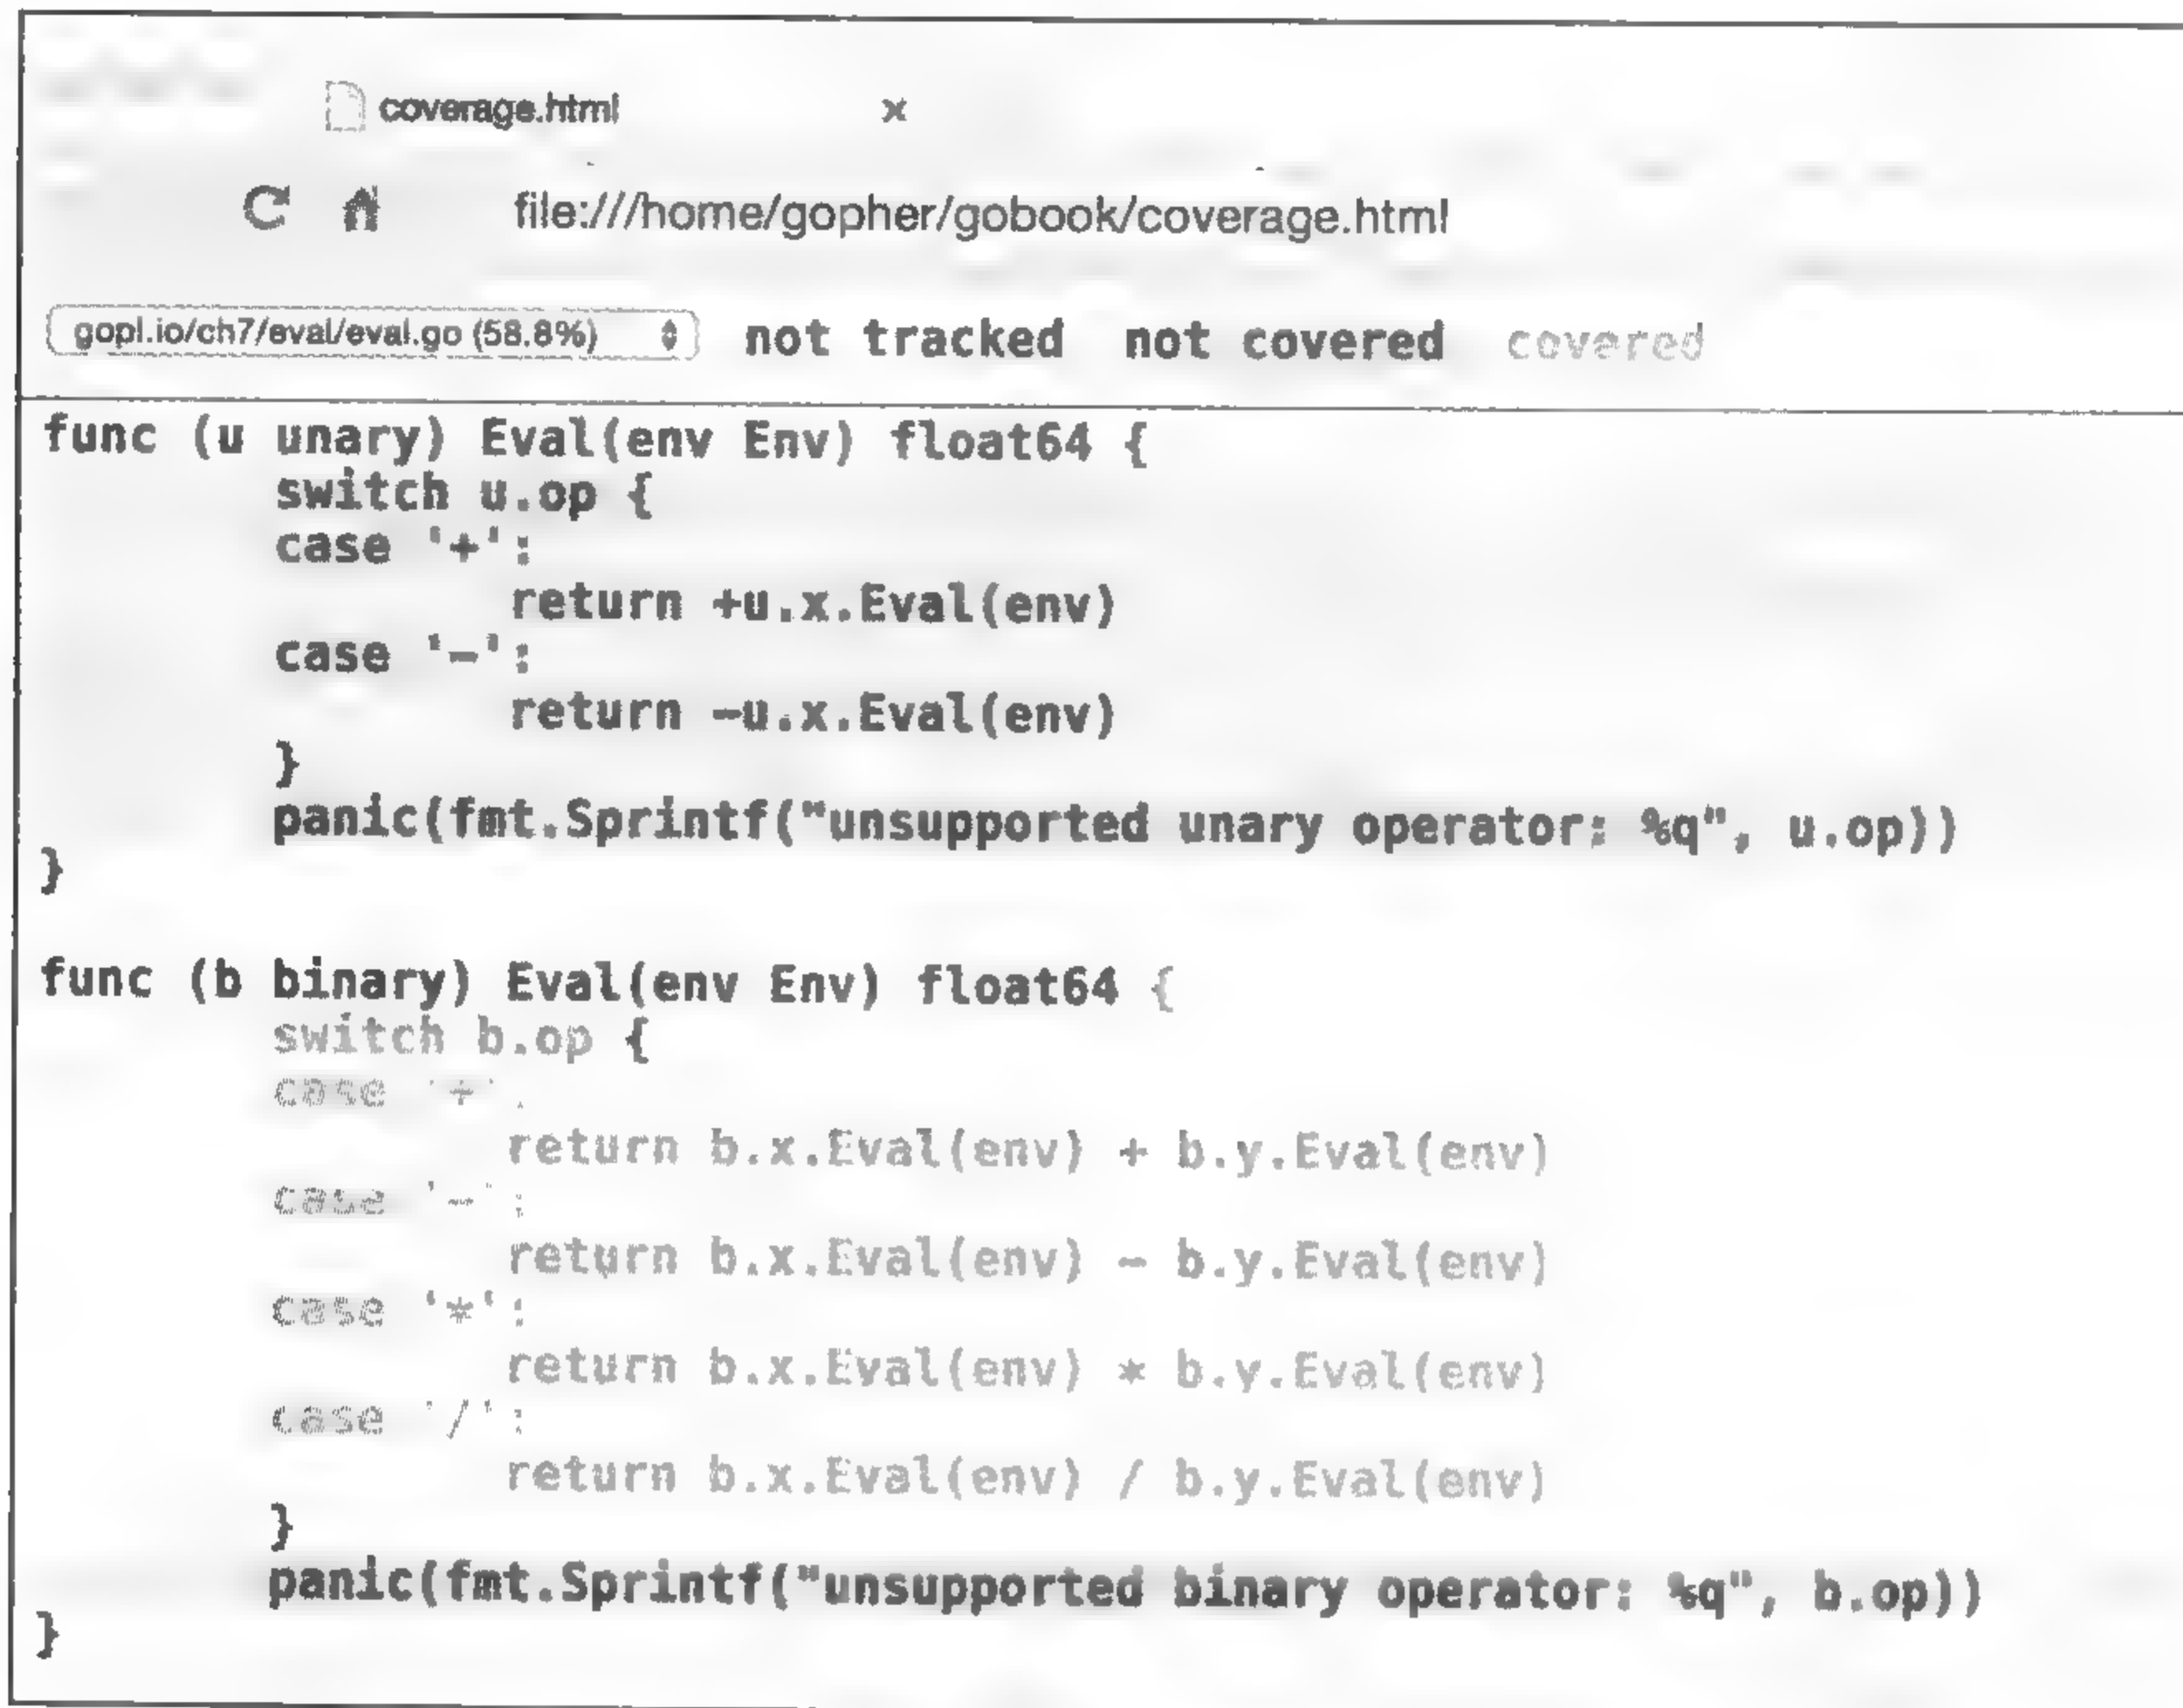 coverage.html x
file:///home/gopher/gobook/coverage.html
gopl.io/ch7/eval/eval.go (58.8%) not tracked not covered covered
func (u unary) Eval(env Env) float64 {
        switch u.op {
        case '+':
                return +u.x.Eval(env)
        case '-':
                return -u.x.Eval(env)
        }
        panic(fmt.Sprintf("unsupported unary operator: %q", u.op))
}

func (b binary) Eval(env Env) float64 {
        switch b.op {
        case '+':
                return b.x.Eval(env) + b.y.Eval(env)
        case '-':
                return b.x.Eval(env) - b.y.Eval(env)
        case '*':
                return b.x.Eval(env) * b.y.Eval(env)
        case '/':
                return b.x.Eval(env) / b.y.Eval(env)
        }
        panic(fmt.Sprintf("unsupported binary operator: %q", b.op))
}